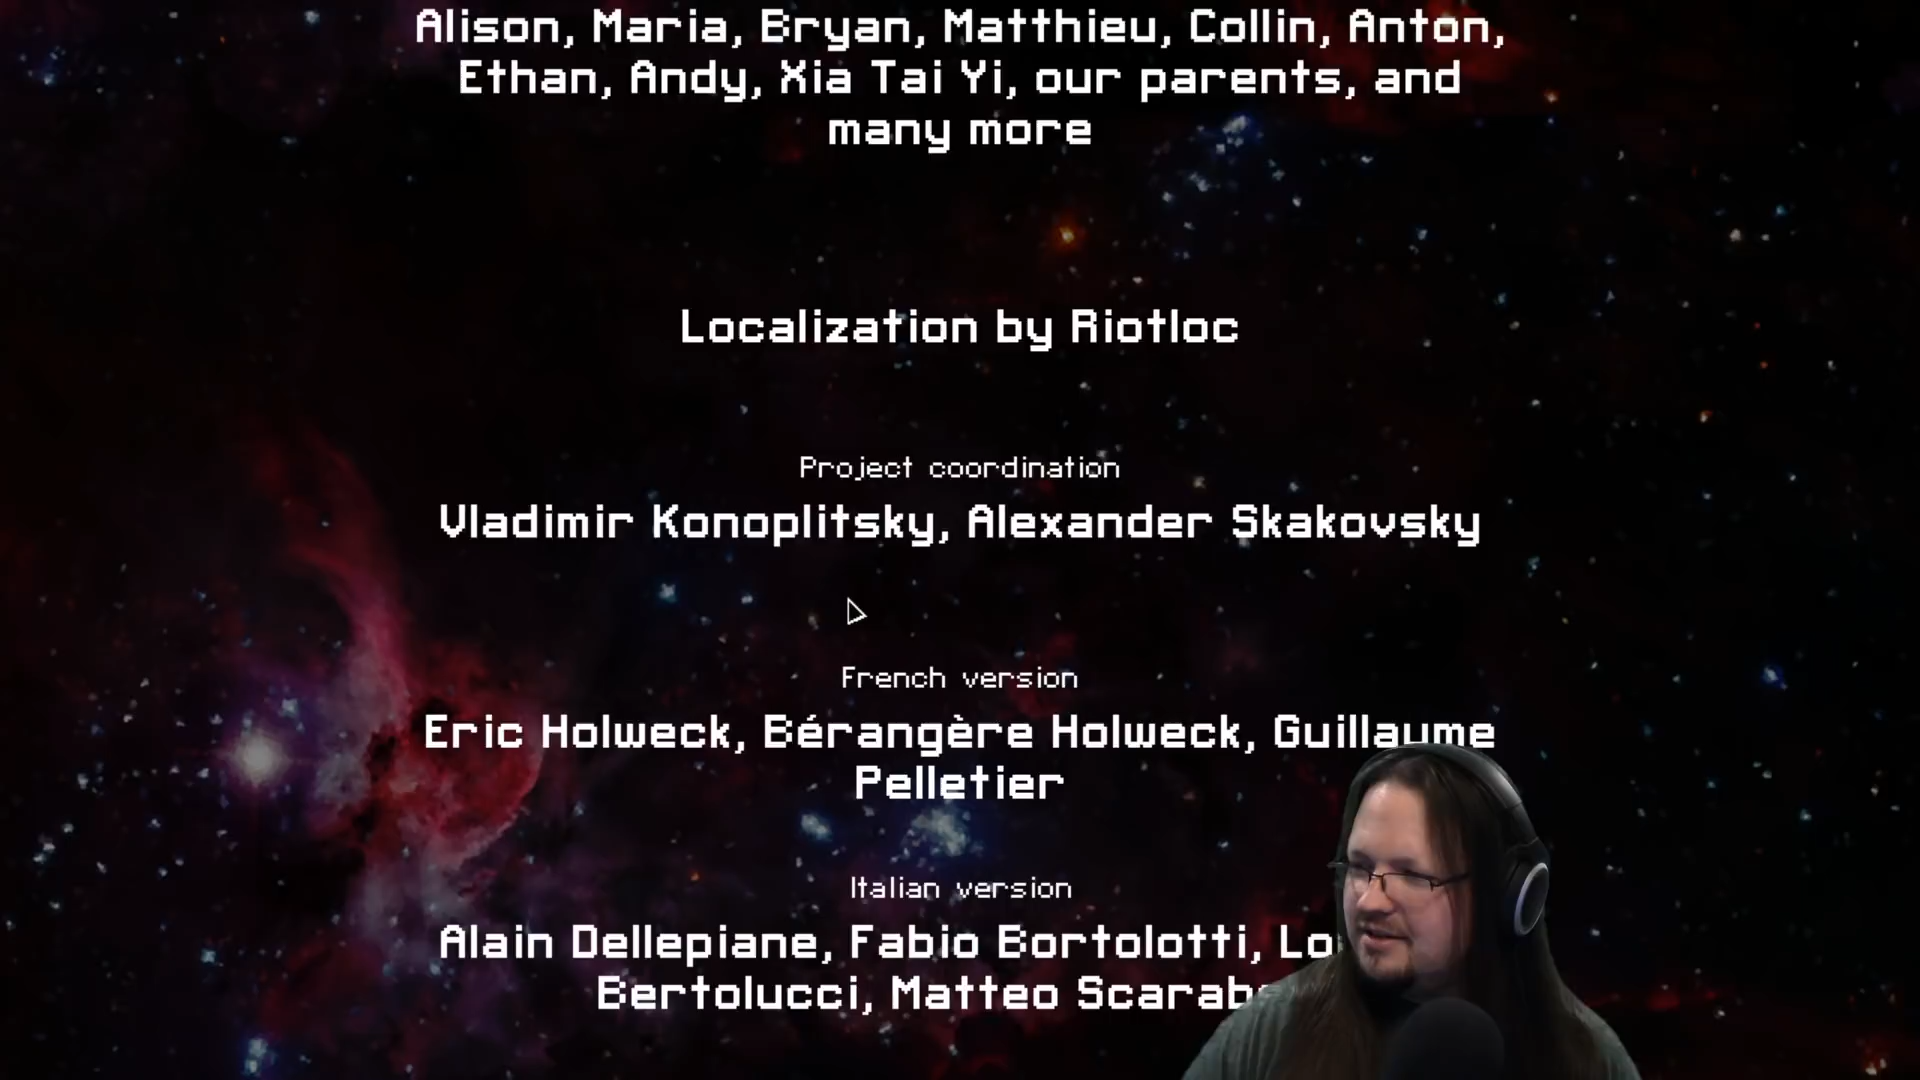 Alison, Maria, Bryan, Matthieu, Collin, Anton,
Ethan, Andy, Xia Tai Yi, our parents, and
many more
Localization by Riotloc
Project coordination
Vladimir Konoplitsky, Alexander Skakovsky
French version
Eric Holweck, Bérangère Holweck, Guillaume
Pelletier
Italian version
Alain Dellepiane, Fabio Bortolotti,
Bertolucci, Matteo